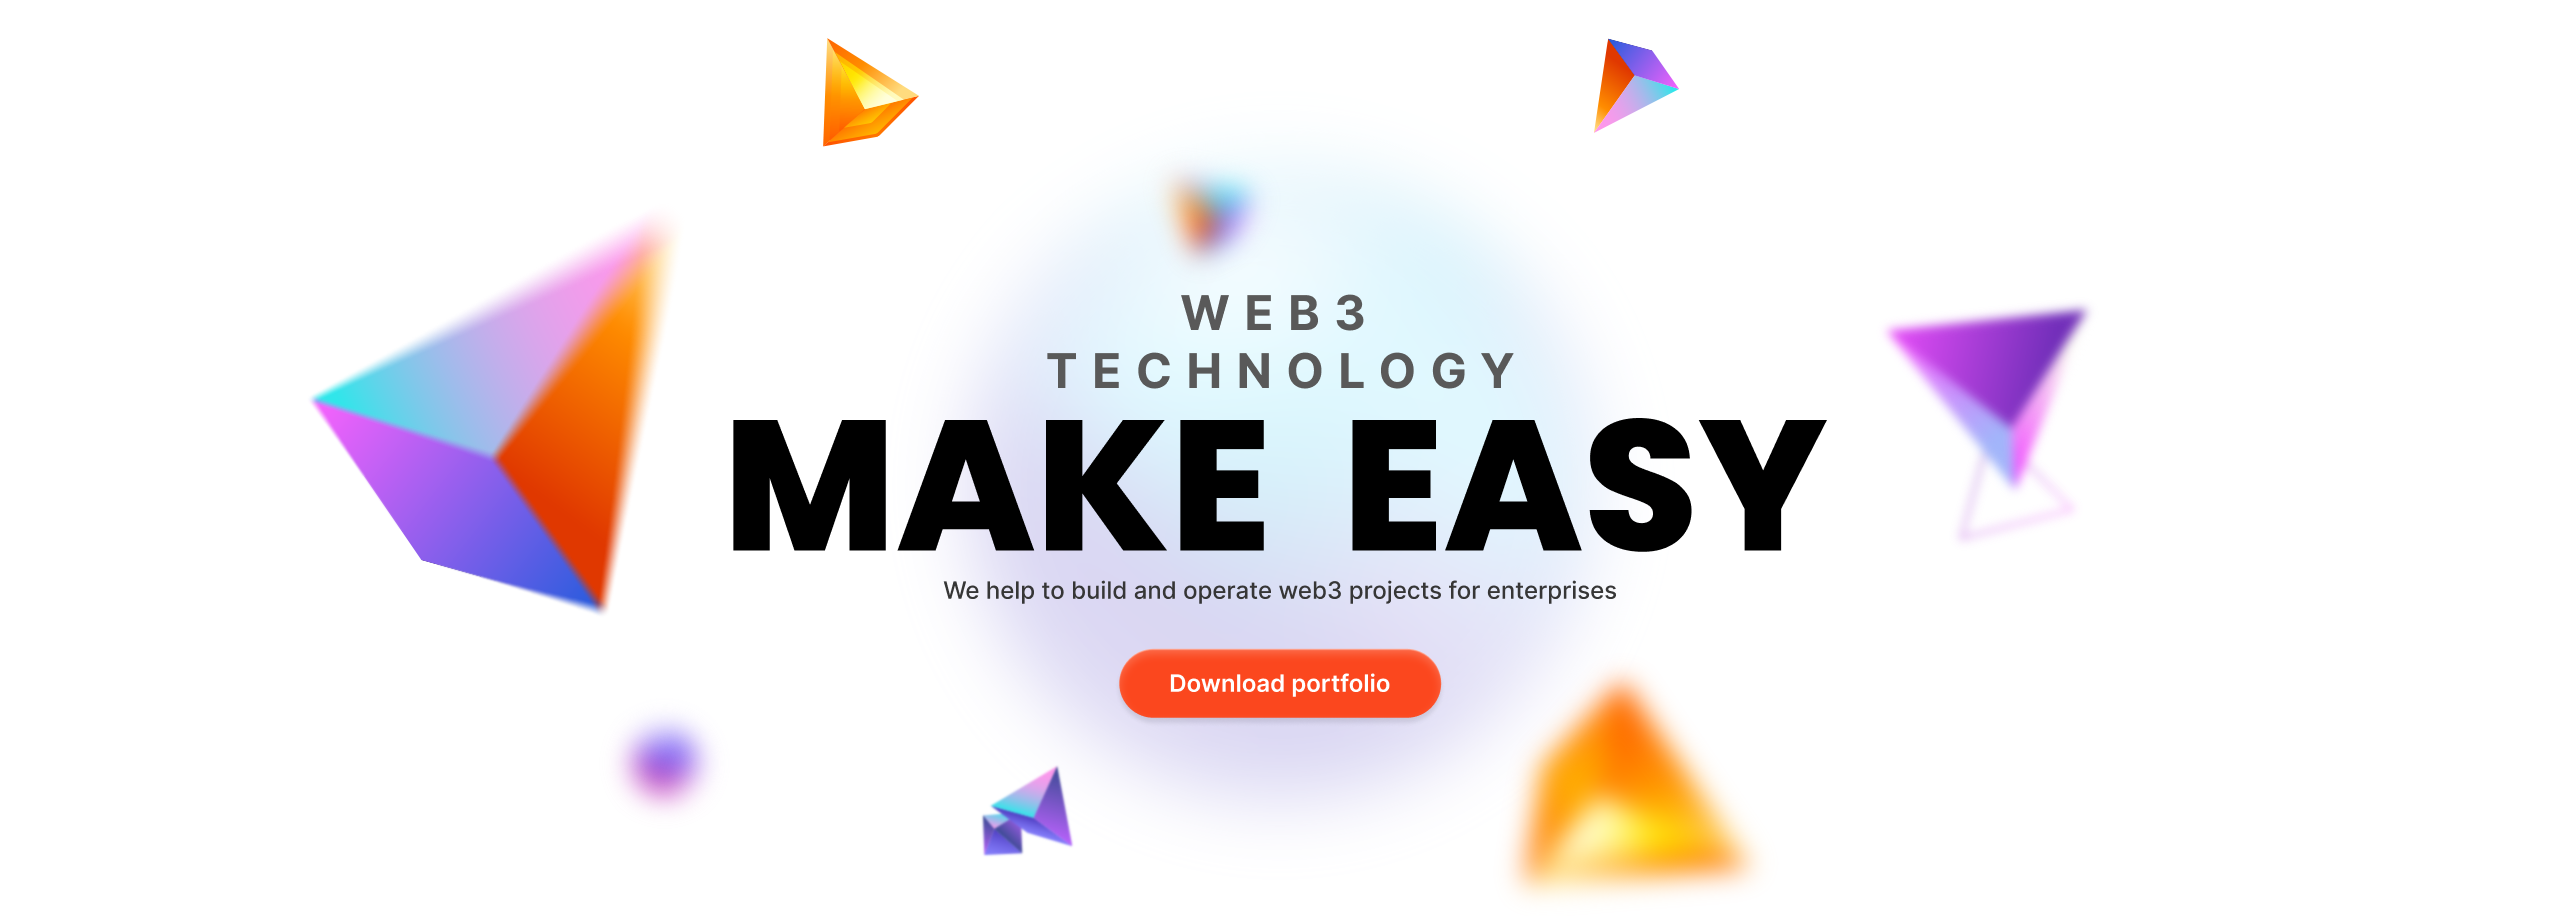 WEB3
TECHNOLOGY
MAKE EASY
We help to build and operate web3 projects for enterprises
Download portfolio